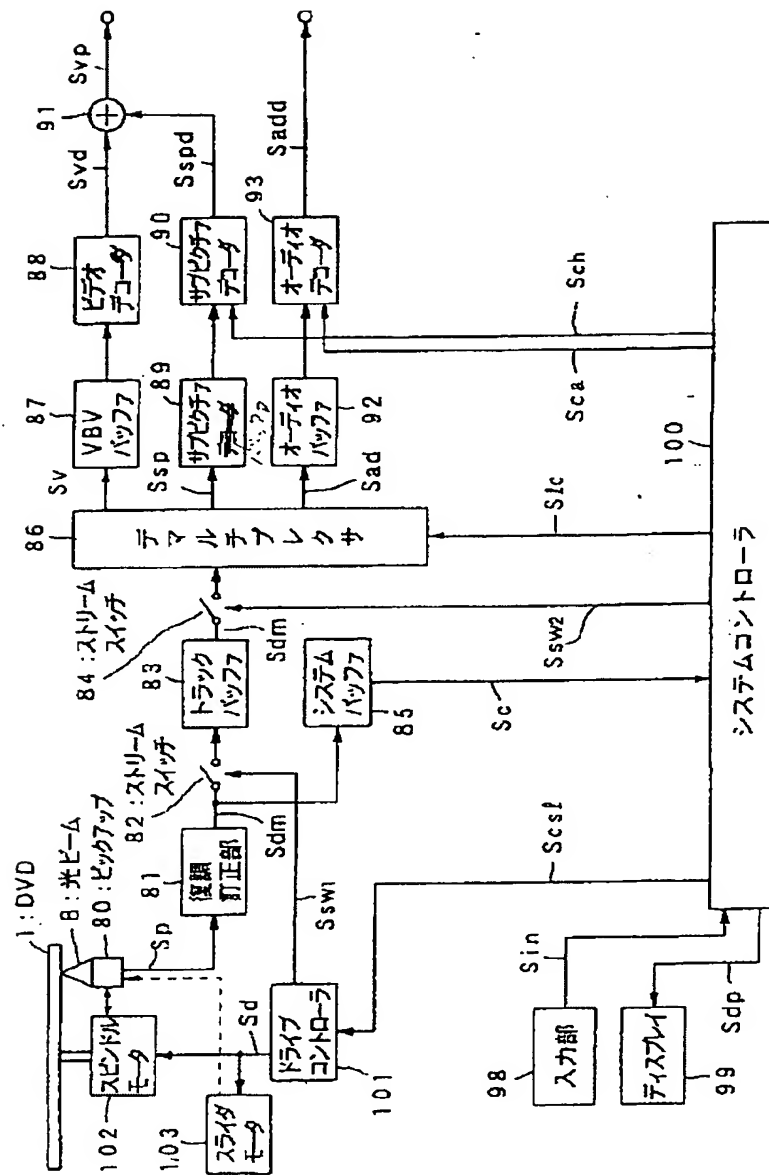 1:DVD
B:光ビーム
80:ピックアップ
102
スピンドル
モータ
Sp
103
スライダ
モータ
Sd
ドライブ
コントローラ
101
81
復調
訂正部
Sdm
82:ストリーム
スイッチ
Ssw1
83
トラック
バッファ
Sdm
84:ストリーム
スイッチ
システム
バッファ
85
Sc
Ssw2
86
デマルチプレクサ
Slc
Sv
87
VBV
バッファ
88
ビデオ
デコーダ
Svd
91
Svp
Ssp
89
サブピクチァ
バッファ
90
サブピクチァ
デコーダ
Sspd
Sad
92
オーディオ
バッファ
93
オーディオ
デコーダ
Sadd
Sca
Sch
Scsl
98
入力部
Sin
99
ディスプレイ
Sdp
100
システムコントローラ